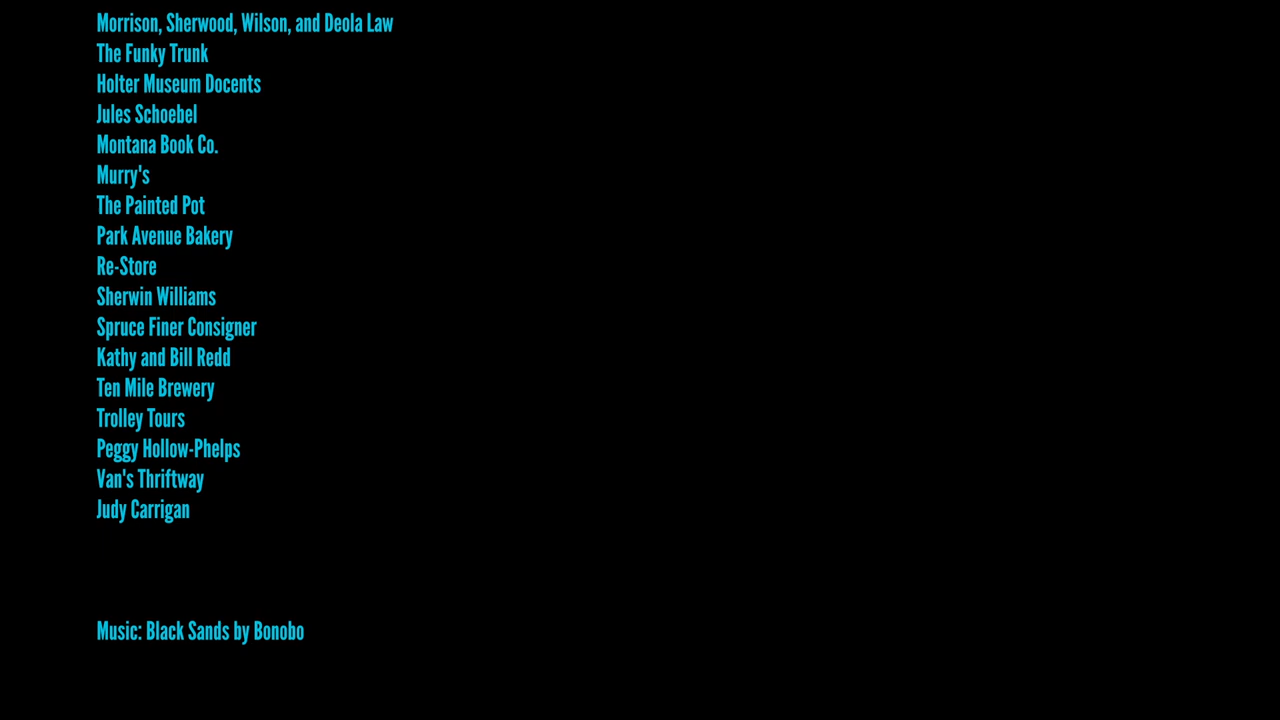 Morrison, Sherwood, Wilson, and Deola Law
The Funky Trunk
Holter Museum Docents
Jules Schoebel
Montana Book Co.
Murry's
The Painted Pot
Park Avenue Bakery
Re-Store
Sherwin Williams
Spruce Finer Consigner
Kathy and Bill Redd
Ten Mile Brewery
Trolley Tours
Peggy Hollow-Phelps
Van's Thriftway
Judy Carrigan
Music: Black Sands by Bonobo